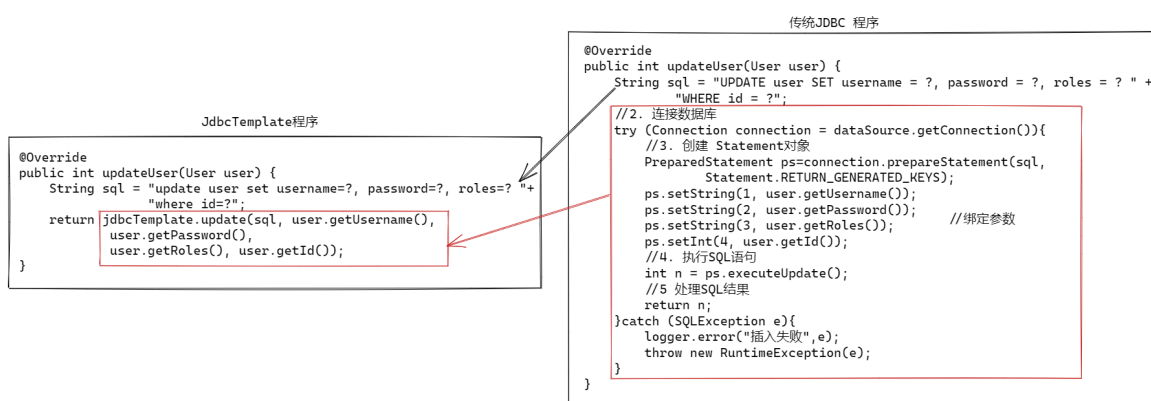 JdbcTemplate程序
@Override
public int updateUser(User user) {
    String sql = "update user set username=?, password=?, roles=? "+
            "where id=?";
    return jdbcTemplate.update(sql, user.getUsername(),
            user.getPassword(),
            user.getRoles(), user.getId());
}
传统JDBC 程序
@Override
public int updateUser(User user) {
    String sql = "UPDATE user SET username = ?, password = ?, roles = ? " +
            "WHERE id = ?";
    //2. 连接数据库
    try (Connection connection = dataSource.getConnection()){
        //3. 创建 Statement对象
        PreparedStatement ps=connection.prepareStatement(sql,
                Statement.RETURN_GENERATED_KEYS);
        ps.setString(1, user.getUsername());
        ps.setString(2, user.getPassword());
        ps.setString(3, user.getRoles()); //绑定参数
        ps.setInt(4, user.getId());
        //4. 执行SQL语句
        int n = ps.executeUpdate();
        //5 处理SQL结果
        return n;
    }catch (SQLException e){
        logger.error("插入失败",e);
        throw new RuntimeException(e);
    }
}